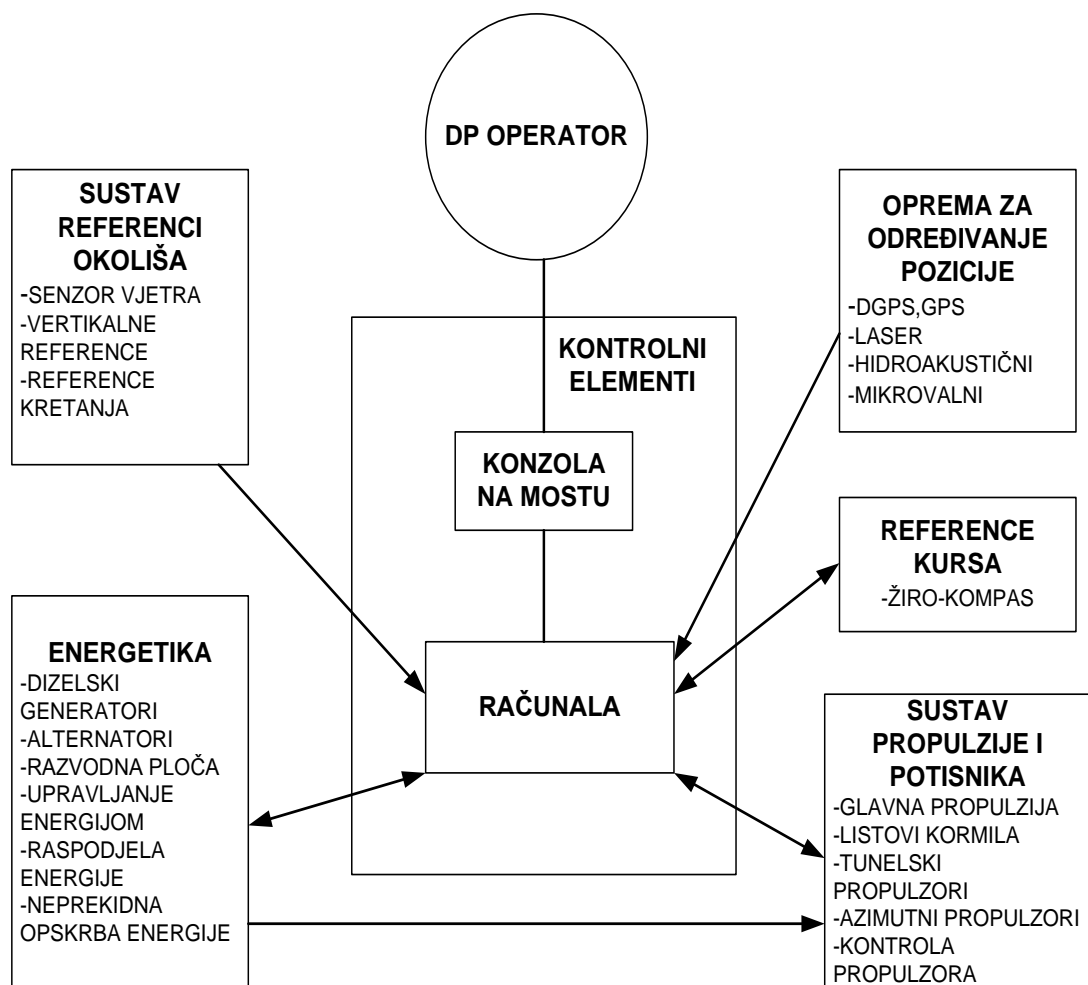 DP OPERATOR
SUSTAV
REFERENCI
OKOLIŠA
-SENZOR VJETRA
-VERTIKALNE
REFERENCE
-REFERENCE
KRETANJA
OPREMA ZA
ODREĐIVANJE
POZICIJE
-DGPS,GPS
-LASER
-HIDROAKUSTIČNI
-MIKROVALNI
KONTROLNI
ELEMENTI
KONZOLA
NA MOSTU
REFERENCE
KURSA
-ŽIRO-KOMPAS
ENERGETIKA
-DIZELSKI
GENERATORI
-ALTERNATORI
-RAZVODNA PLOČA
-UPRAVLJANJE
ENERGIJOM
-RASPODJELA
ENERGIJE
-NEPREKIDNA
OPSKRBA ENERGIJE
RAČUNALA
SUSTAV
PROPULZIJE I
POTISNIKA
-GLAVNA PROPULZIJA
-LISTOVI KORMILA
-TUNELSKI
PROPULZORI
-AZIMUTNI PROPULZORI
-KONTROLA
PROPULZORA